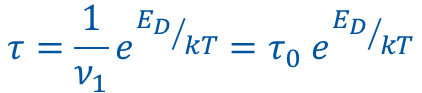 τ = 1/ν₁ e^(E_D/kT) = τ₀ e^(E_D/kT)